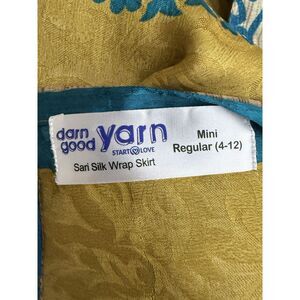 darn good yarn
START LOVE
Sari Silk Wrap Skirt
Mini
Regular (4-12)